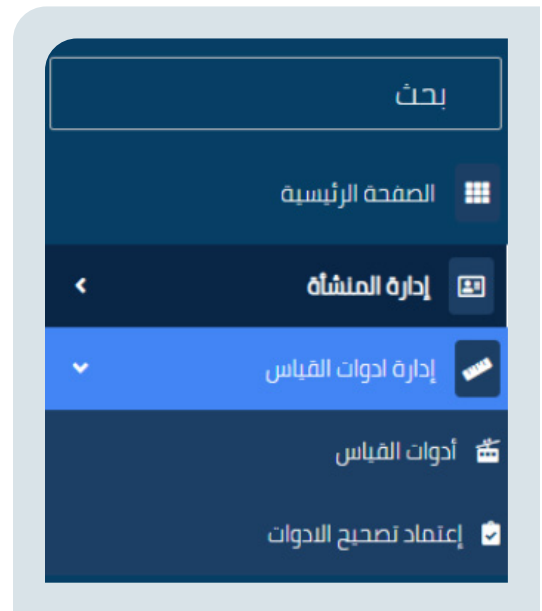 بحث
الصفحة الرئيسية
إدارة المنشأة
إدارة ادوات القياس
أدوات القياس
إعتماد تصحيح الادوات